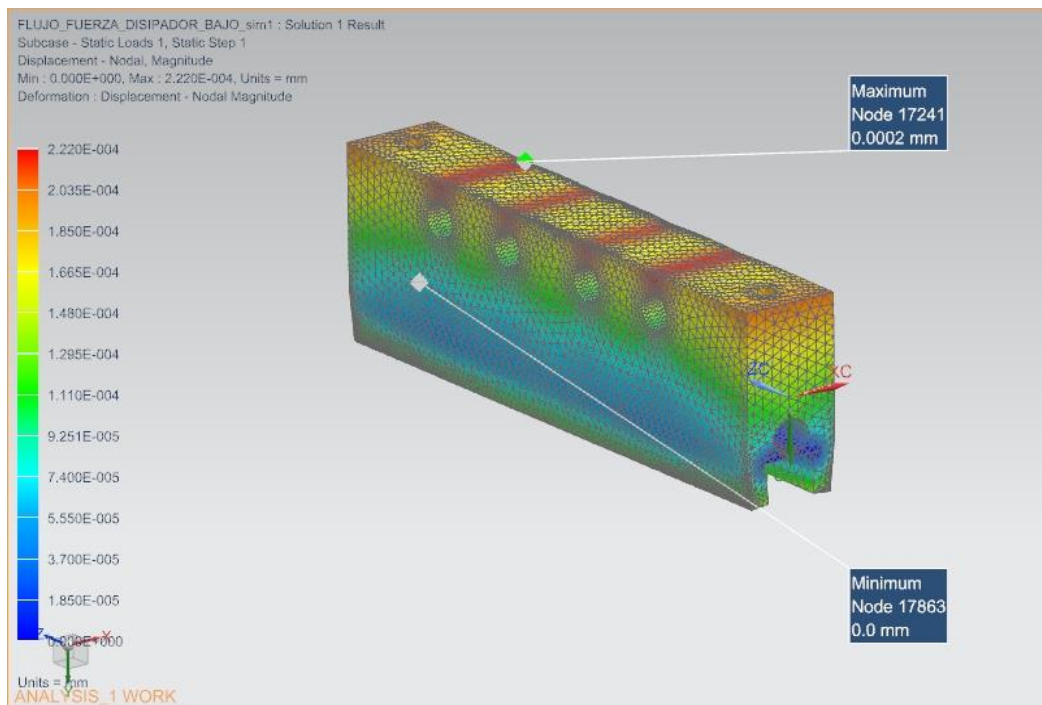 FLUJO_FUERZA_DISIPADOR_BAJO_sim1 : Solution 1 Result
Subcase - Static Loads 1, Static Step 1
Displacement - Nodal, Magnitude
Min : 0.000E+000, Max : 2.220E-004, Units = mm
Deformation : Displacement - Nodal Magnitude
Maximum
Node 17241
0.0002 mm
2.220E-004
2.035E-004
1.850E-004
1.665E-004
1.480E-004
1.295E-004
1.110E-004
9.251E-005
7.400E-005
5.550E-005
3.700E-005
1.850E-005
0.000E+000
ZC
XC
Minimum
Node 17863
0.0 mm
Z
X
Y
Units = mm
ANALYSIS_1 WORK